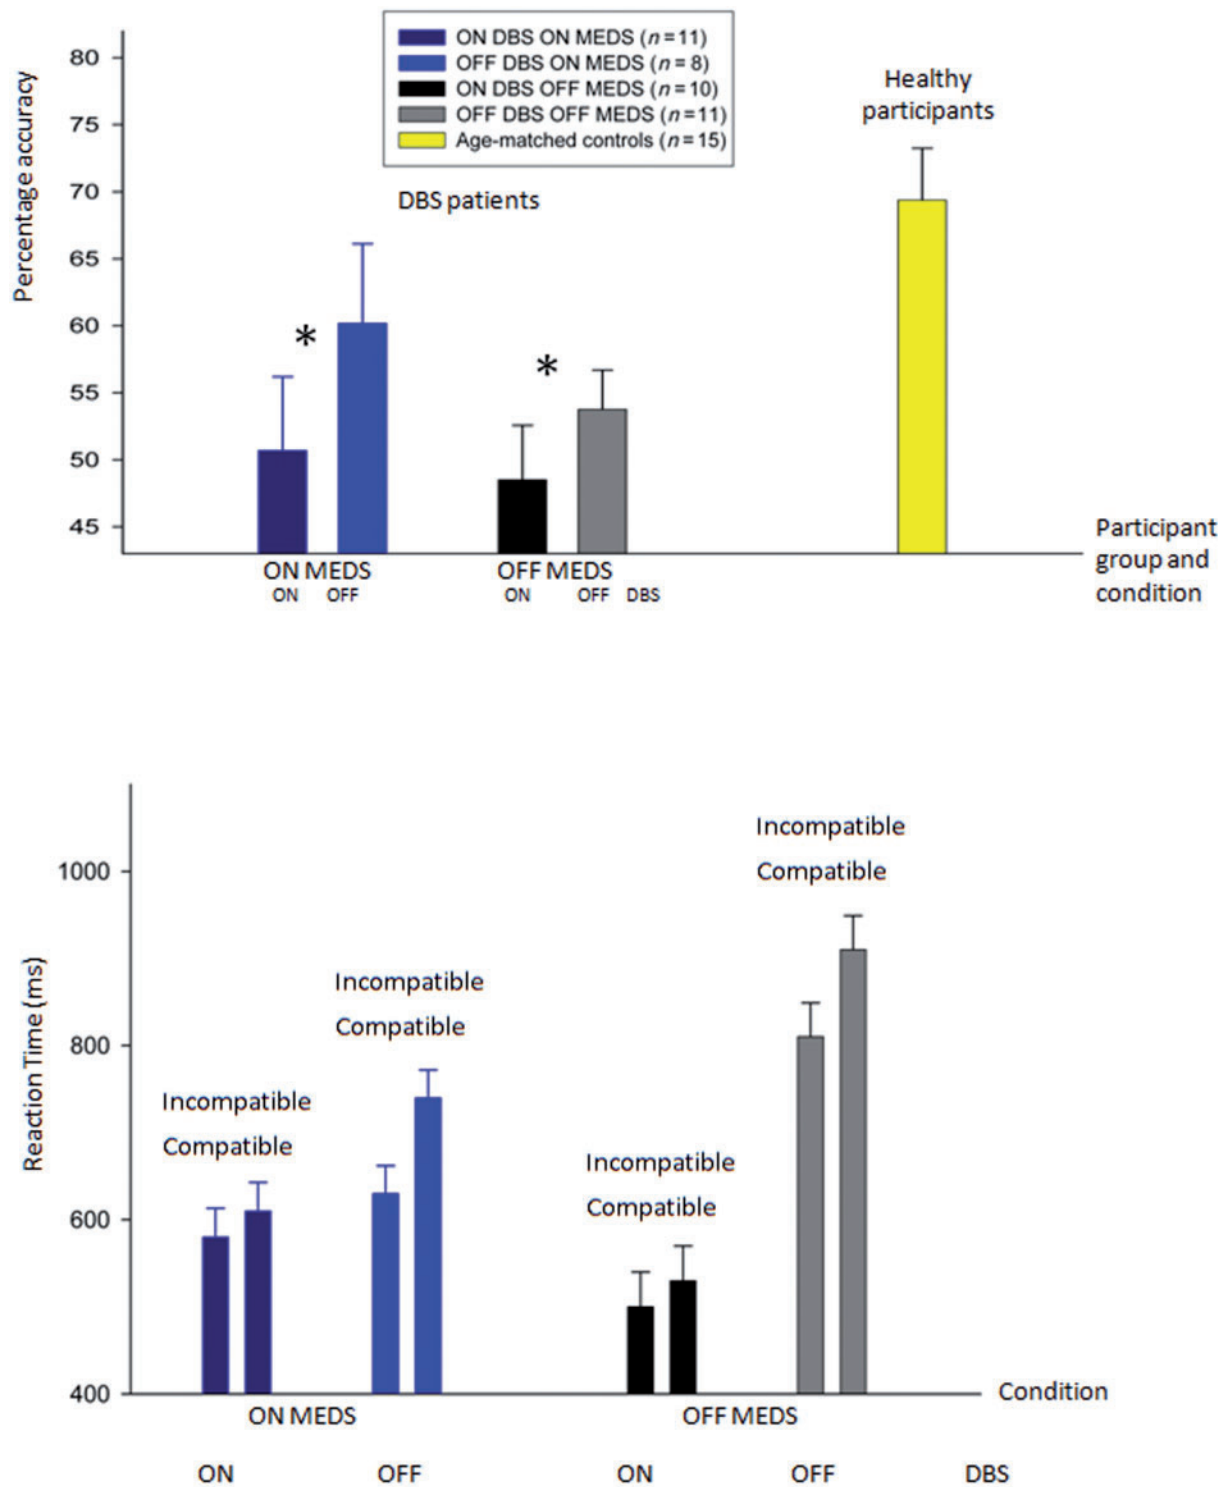 ON DBS ON MEDS (n=11)
OFF DBS ON MEDS (n=8)
ON DBS OFF MEDS (n=10)
OFF DBS OFF MEDS (n=11)
Age-matched controls (n=15)
Percentage accuracy
80
75
70
65
60
55
50
45
DBS patients
Healthy
participants
*
*
ON MEDS
OFF MEDS
ON OFF ON OFF DBS
Participant
group and
condition
Reaction Time (ms)
1000
800
600
400
Incompatible
Compatible
Incompatible
Compatible
Incompatible
Compatible
Incompatible
Compatible
ON MEDS
OFF MEDS
Condition
ON OFF ON OFF DBS